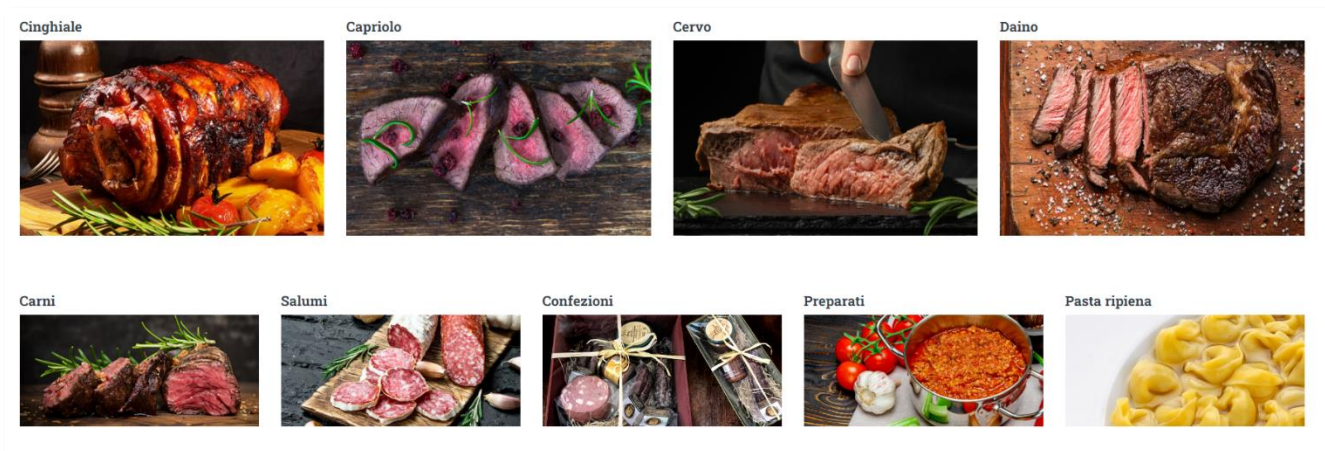 Cinghiale
Capriolo
Cervo
Daino
Carni
Salumi
Confezioni
Preparati
Pasta ripiena